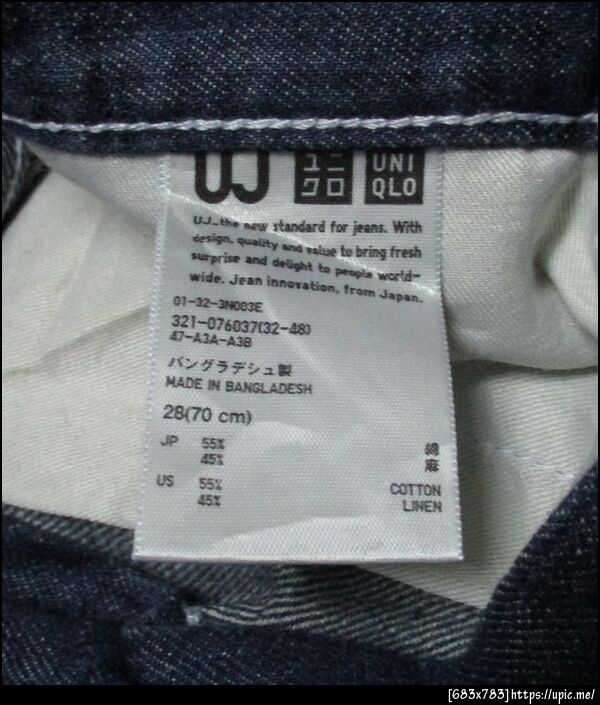 UJ ユニ UNI
クロ QLO
UJ-the new standard for jeans. With
design, quality and value to bring fresh
surprise and delight to people world-
wide. Jean innovation, from Japan.
01-32-3N003E
321-076037(32-48)
47-A3A-A3B
バングラデシュ製
MADE IN BANGLADESH
28(70 cm)
JP 55% 綿
45% 麻
US 55% COTTON
45% LINEN
[683x783]https://upic.me/